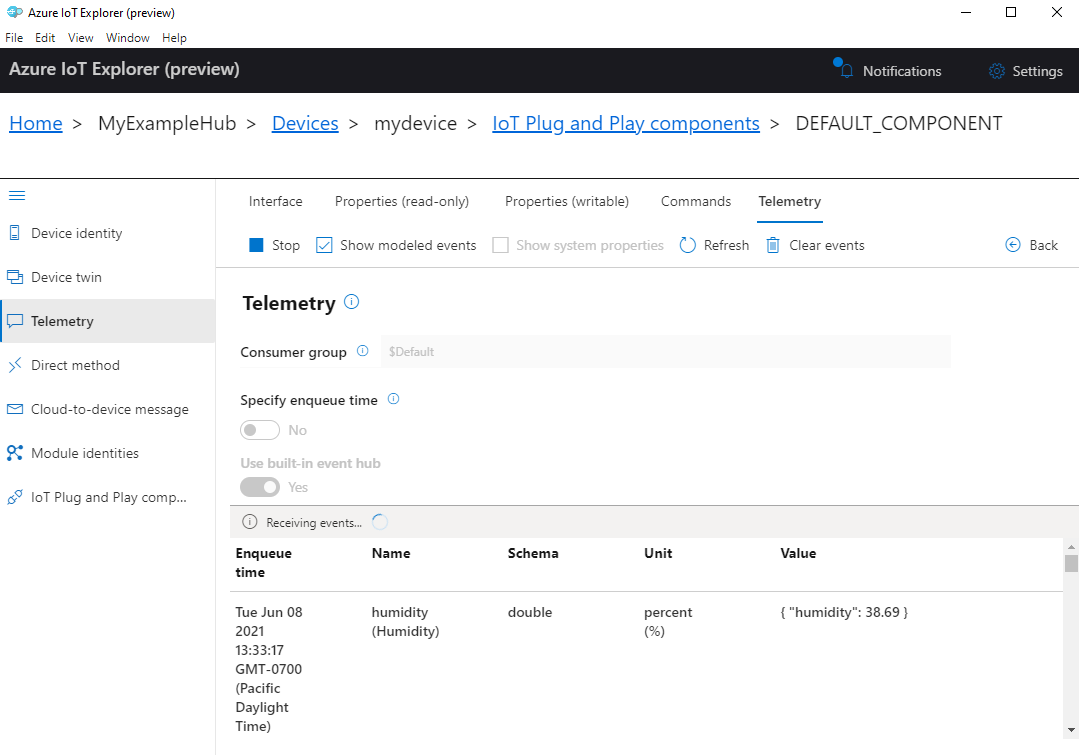 Azure IoT Explorer (preview)
File Edit View Window Help
Azure IoT Explorer (preview) Notifications Settings
Home > MyExampleHub > Devices > mydevice > IoT Plug and Play components > DEFAULT_COMPONENT
Device identity
Device twin
Telemetry
Direct method
Cloud-to-device message
Module identities
IoT Plug and Play comp...
Interface Properties (read-only) Properties (writable) Commands Telemetry
Stop Show modeled events Show system properties Refresh Clear events Back
Telemetry
Consumer group $Default
Specify enqueue time
No
Use built-in event hub
Yes
Receiving events...
Enqueue time Name Schema Unit Value
Tue Jun 08 humidity double percent { "humidity": 38.69 }
2021 (Humidity) (%)
13:33:17
GMT-0700
(Pacific
Daylight
Time)